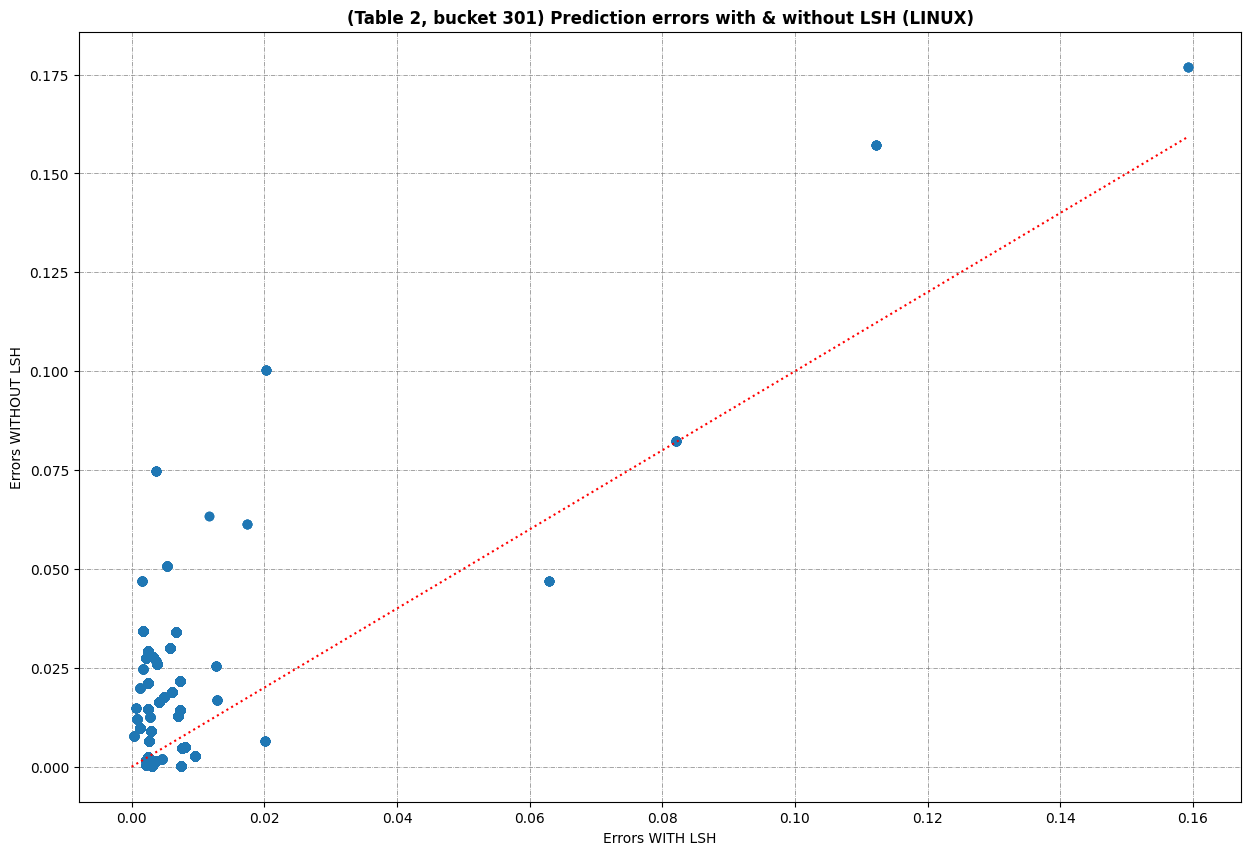 (Table 2, bucket 301) Prediction errors with & without LSH (LINUX)
0.175
0.150
0.125
0.100
0.075
0.050
0.025
0.000
Errors WITHOUT LSH
0.00 0.02 0.04 0.06 0.08 0.10 0.12 0.14 0.16
Errors WITH LSH